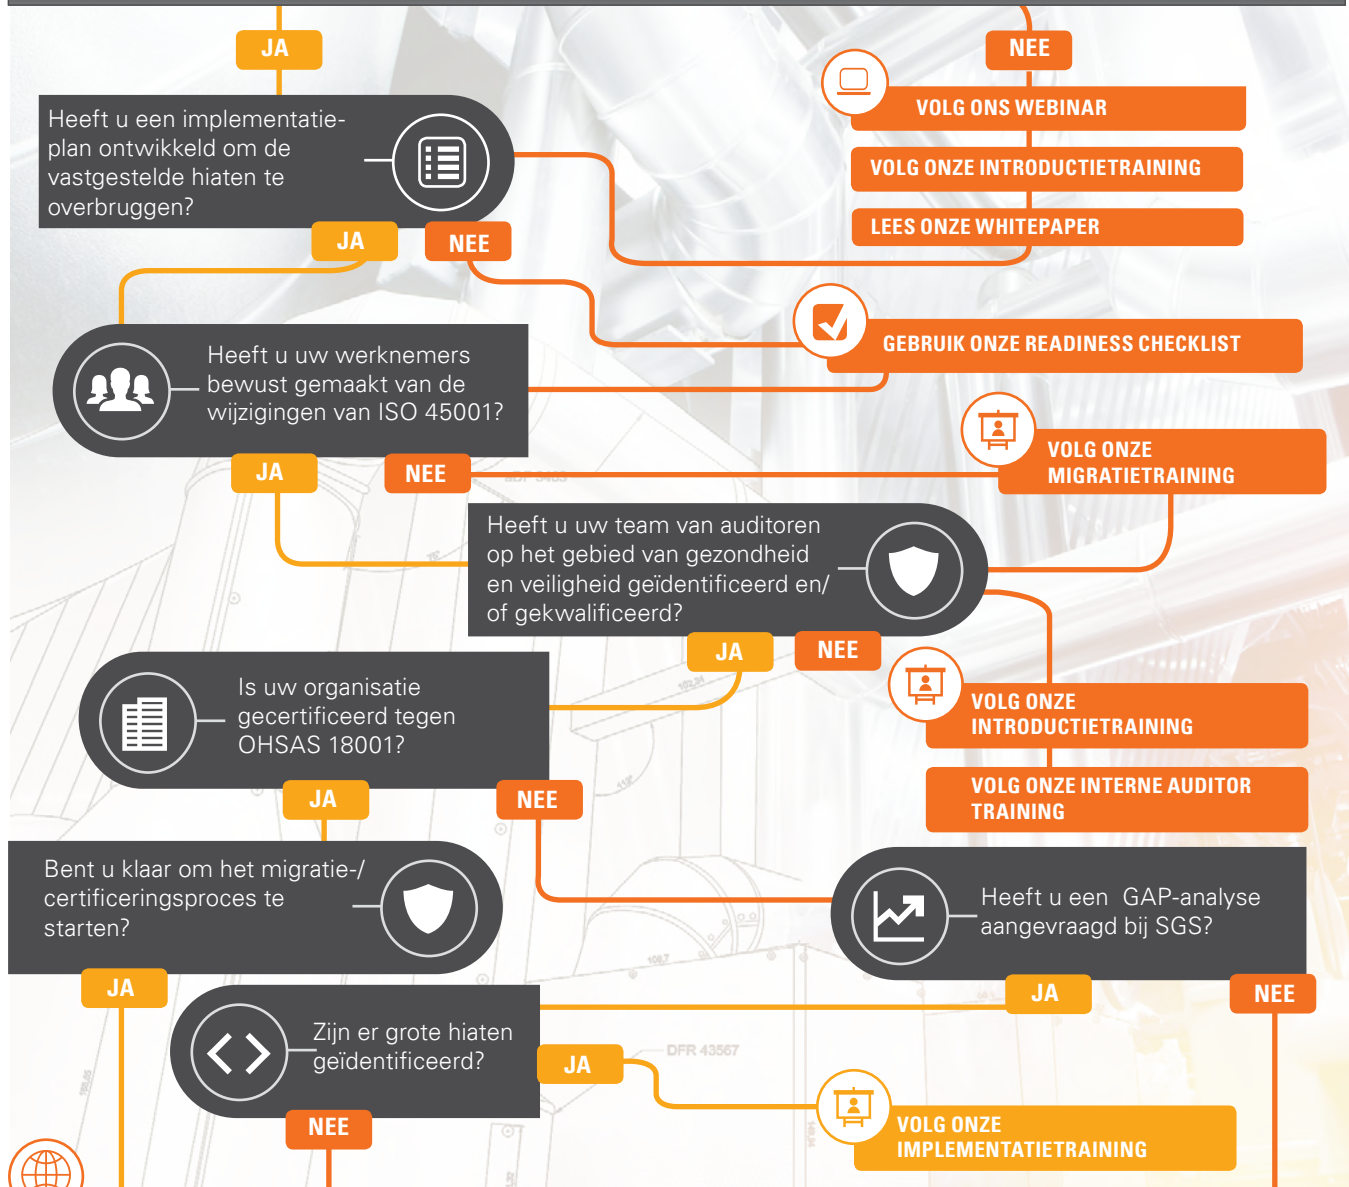 JA
NEE
Heeft u een implementatie-
plan ontwikkeld om de
vastgestelde hiaten te
overbruggen?
JA
NEE
VOLG ONS WEBINAR
VOLG ONZE INTRODUCTIETRAINING
LEES ONZE WHITEPAPER
GEBRUIK ONZE READINESS CHECKLIST
Heeft u uw werknemers
bewust gemaakt van de
wijzigingen van ISO 45001?
JA
NEE
VOLG ONZE
MIGRATIETRAINING
Heeft u uw team van auditoren
op het gebied van gezondheid
en veiligheid geïdentificeerd en/
of gekwalificeerd?
JA
NEE
VOLG ONZE
INTRODUCTIETRAINING
VOLG ONZE INTERNE AUDITOR
TRAINING
Is uw organisatie
gecertificeerd tegen
OHSAS 18001?
JA
NEE
Bent u klaar om het migratie-/
certificeringsproces te
starten?
JA
Heeft u een GAP-analyse
aangevraagd bij SGS?
JA
NEE
Zijn er grote hiaten
geïdentificeerd?
JA
NEE
DFR 43567
VOLG ONZE
IMPLEMENTATIETRAINING